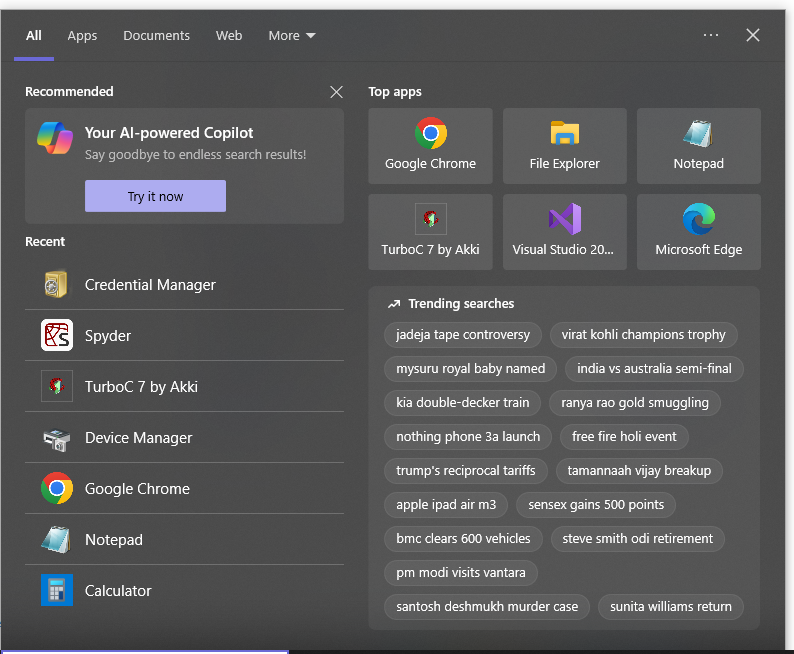 All Apps Documents Web More
Recommended
Your AI-powered Copilot
Say goodbye to endless search results!
Try it now
Recent
Credential Manager
Spyder
TurboC 7 by Akki
Device Manager
Google Chrome
Notepad
Calculator
Top apps
Google Chrome File Explorer Notepad
TurboC 7 by Akki Visual Studio 20... Microsoft Edge
Trending searches
jadeja tape controversy virat kohli champions trophy
mysuru royal baby named india vs australia semi-final
kia double-decker train ranya rao gold smuggling
nothing phone 3a launch free fire holi event
trump's reciprocal tariffs tamannaah vijay breakup
apple ipad air m3 sensex gains 500 points
bmc clears 600 vehicles steve smith odi retirement
pm modi visits vantara
santosh deshmukh murder case sunita williams return